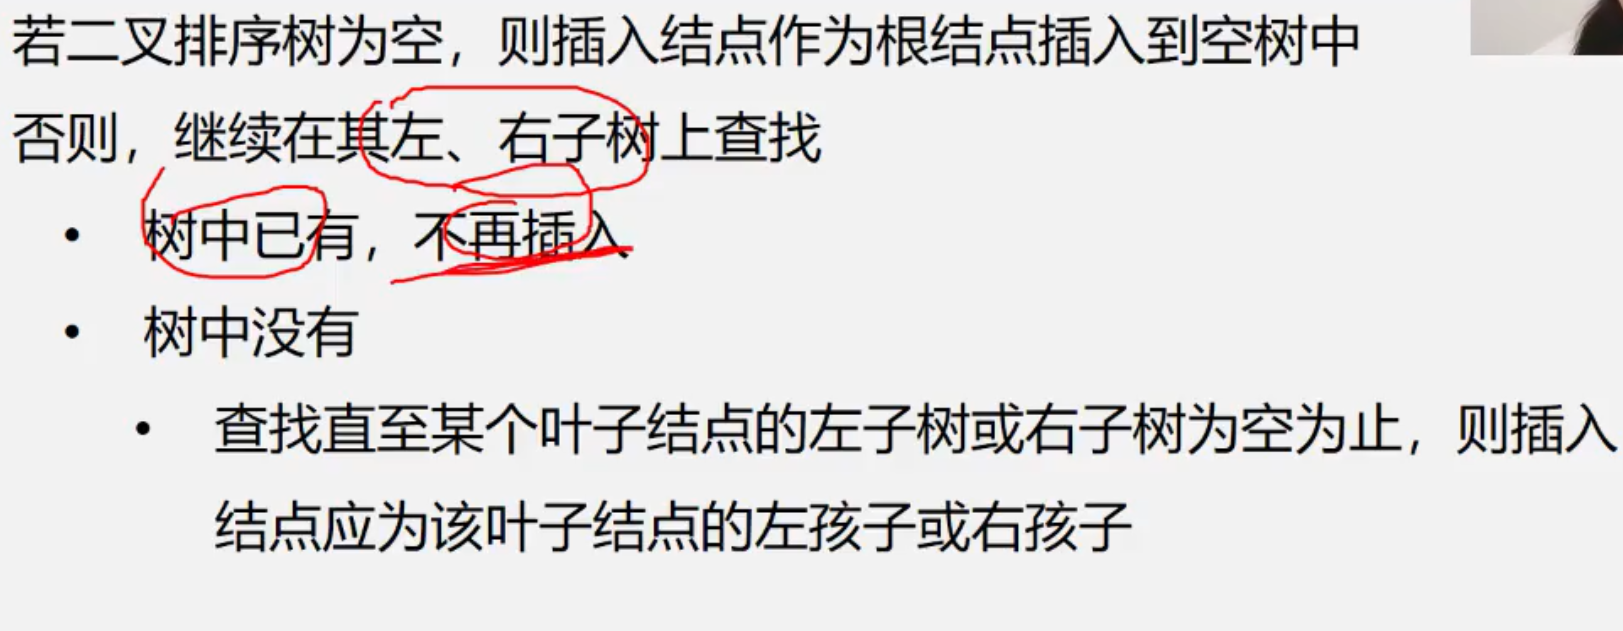 若二叉排序树为空，则插入结点作为根结点插入到空树中
否则，继续在其左、右子树上查找
• 树中已有，不再插入
• 树中没有
• 查找直至某个叶子结点的左子树或右子树为空为止，则插入
结点应为该叶子结点的左孩子或右孩子